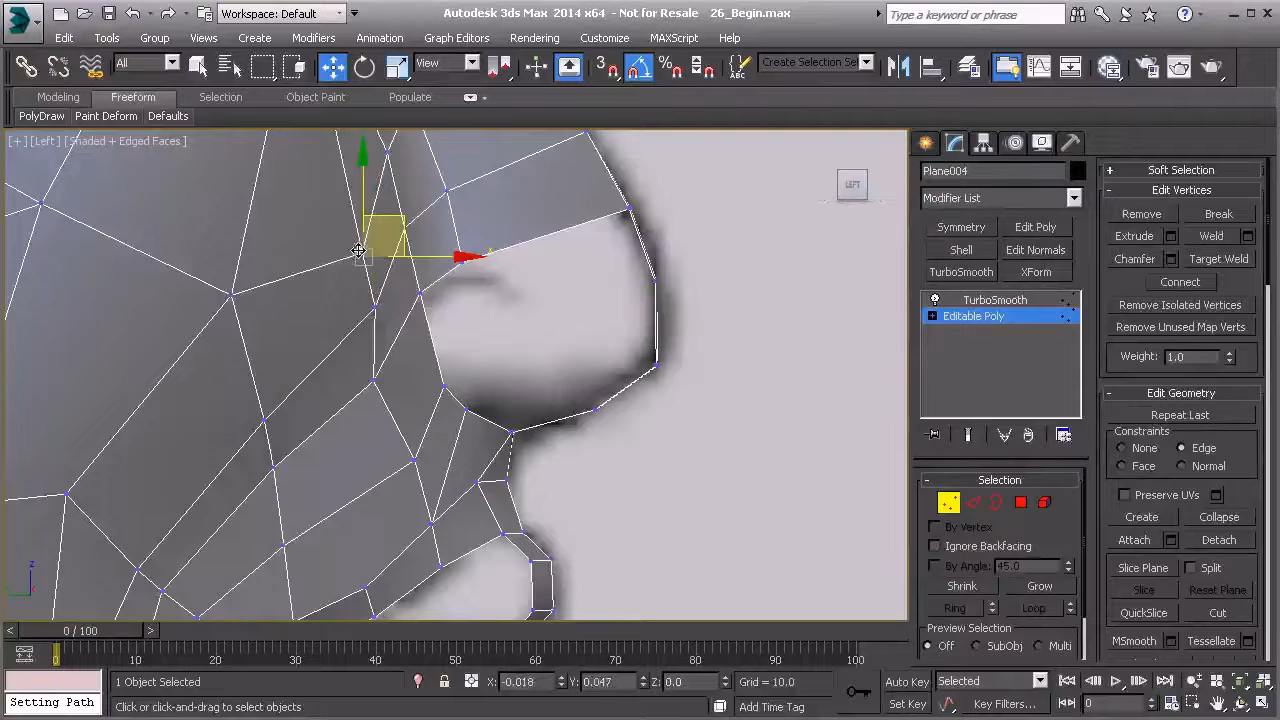 Workspace: Default
Autodesk 3ds Max 2014 x64 - Not for Resale 26_Begin.max
Type a keyword or phrase
Edit Tools Group Views Create Modifiers Animation Graph Editors Rendering Customize MAXScript Help
All View 3 Create Selection Se
Modeling Freeform Selection Object Paint Populate
PolyDraw Paint Deform Defaults
[+] [Left] [Shaded + Edged Faces ]
LEFT
x
z
Plane004
Modifier List
Symmetry Edit Poly
Shell Edit Normals
TurboSmooth XForm
TurboSmooth
Editable Poly
Selection
By Vertex
Ignore Backfacing
By Angle: 45.0
Shrink Grow
Ring Loop
Preview Selection
Off SubObj Multi
Soft Selection
Edit Vertices
Remove Break
Extrude Weld
Chamfer Target Weld
Connect
Remove Isolated Vertices
Remove Unused Map Verts
Weight: 1.0
Edit Geometry
Repeat Last
Constraints
None Edge
Face Normal
Preserve UVs
Create Collapse
Attach Detach
Slice Plane Split
Slice Reset Plane
QuickSlice Cut
MSmooth Tessellate
0 / 100
0 10 20 30 40 50 60 70 80 90 100
1 Object Selected X: -0.018 Y: 0.047 Z: 0.0 Grid = 10.0 Auto Key Selected
Setting Path Click or click-and-drag to select objects Add Time Tag Set Key Key Filters... 0